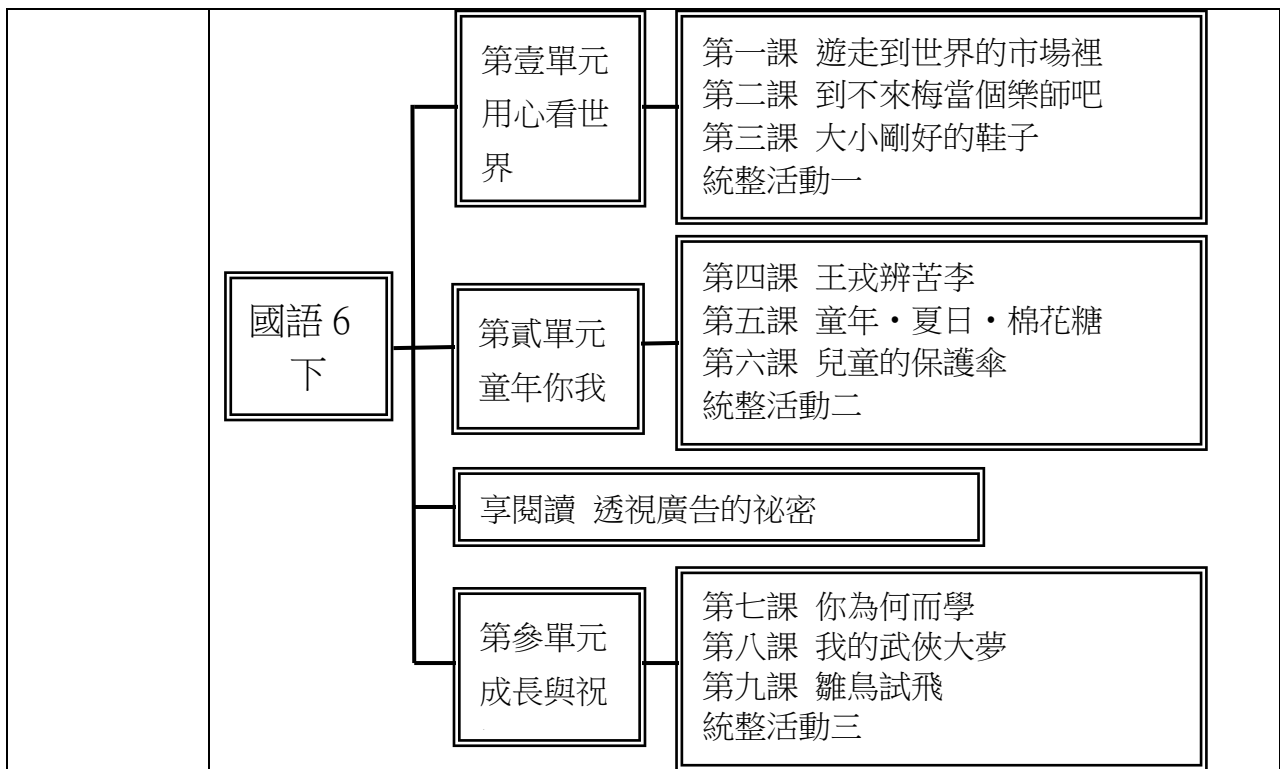 國語 6
下
第壹單元
用心看世
界
第一課 遊走到世界的市場裡
第二課 到不來梅當個樂師吧
第三課 大小剛好的鞋子
統整活動一
第貳單元
童年你我
第四課 王戎辨苦李
第五課 童年・夏日・棉花糖
第六課 兒童的保護傘
統整活動二
享閱讀 透視廣告的祕密
第參單元
成長與祝
第七課 你為何而學
第八課 我的武俠大夢
第九課 雛鳥試飛
統整活動三